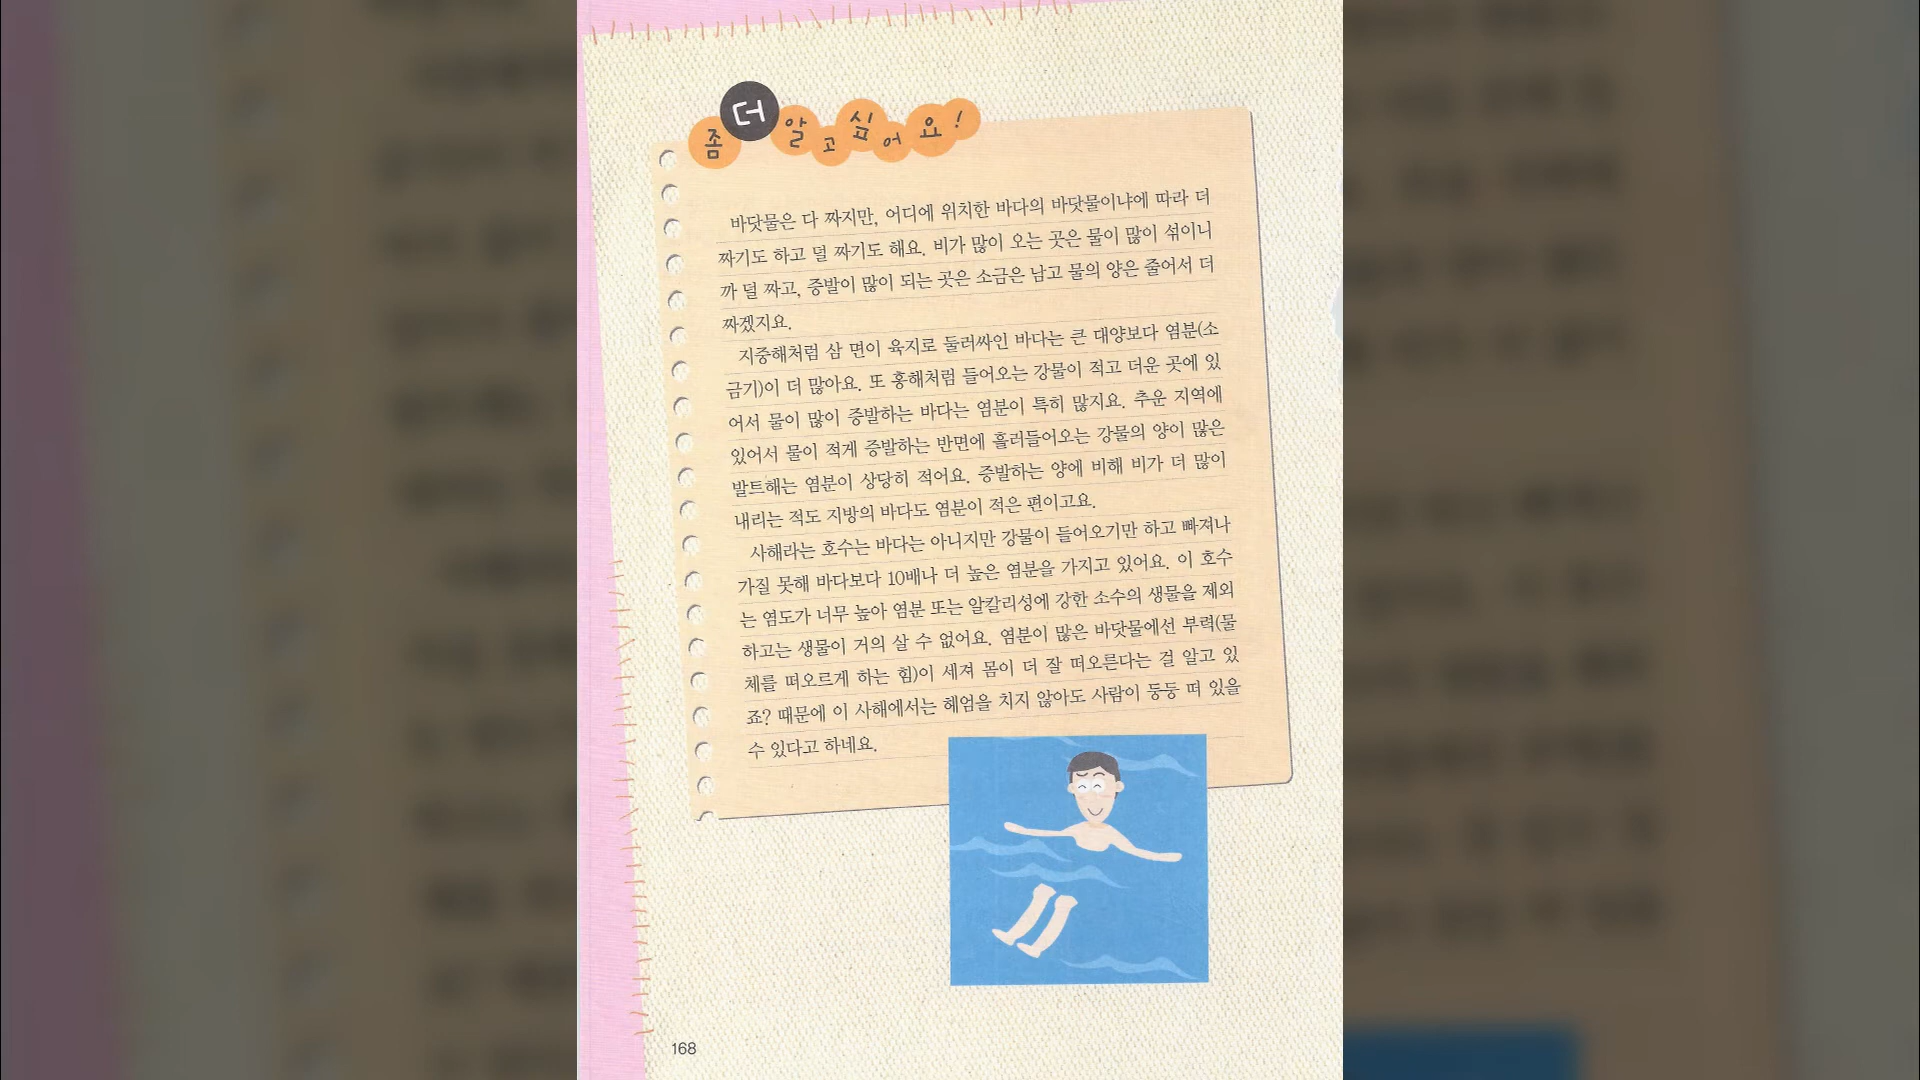 좀 더 알고 싶어요!
바닷물은 다 짜지만, 어디에 위치한 바다의 바닷물이냐에 따라 더
짜기도 하고 덜 짜기도 해요. 비가 많이 오는 곳은 물이 많이 섞이니
까 덜 짜고, 증발이 많이 되는 곳은 소금은 남고 물의 양은 줄어서 더
짜겠지요.
지중해처럼 삼 면이 육지로 둘러싸인 바다는 큰 대양보다 염분(소
금기)이 더 많아요. 또 홍해처럼 들어오는 강물이 적고 더운 곳에 있
어서 물이 많이 증발하는 바다는 염분이 특히 많지요. 추운 지역에
있어서 물이 적게 증발하는 반면에 흘러들어오는 강물의 양이 많은
발트해는 염분이 상당히 적어요. 증발하는 양에 비해 비가 더 많이
내리는 적도 지방의 바다도 염분이 적은 편이고요.
사해라는 호수는 바다는 아니지만 강물이 들어오기만 하고 빠져나
가질 못해 바다보다 10배나 더 높은 염분을 가지고 있어요. 이 호수
는 염도가 너무 높아 염분 또는 알칼리성에 강한 소수의 생물을 제외
하고는 생물이 거의 살 수 없어요. 염분이 많은 바닷물에선 부력(물
체를 떠오르게 하는 힘)이 세져 몸이 더 잘 떠오른다는 걸 알고 있
죠? 때문에 이 사해에서는 헤엄을 치지 않아도 사람이 둥둥 떠 있을
수 있다고 하네요.
168